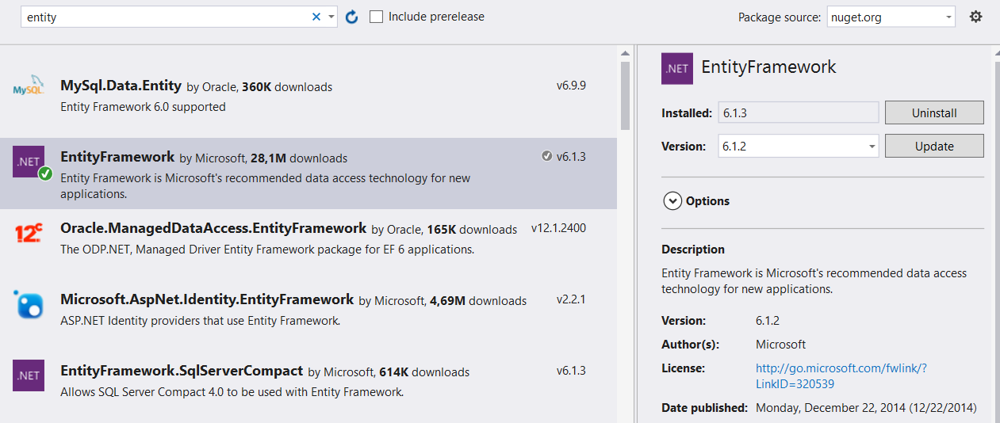 entity
Include prerelease
Package source: nuget.org
MySQL
MySql.Data.Entity by Oracle, 360K downloads v6.9.9
Entity Framework 6.0 supported
.NET
EntityFramework by Microsoft, 28,1M downloads v6.1.3
Entity Framework is Microsoft's recommended data access technology for new
applications.
12c
Oracle.ManagedDataAccess.EntityFramework by Oracle, 165K downloads v12.1.2400
The ODP.NET, Managed Driver Entity Framework package for EF 6 applications.
Microsoft.AspNet.Identity.EntityFramework by Microsoft, 4,69M downloads v2.2.1
ASP.NET Identity providers that use Entity Framework.
.NET
EntityFramework.SqlServerCompact by Microsoft, 614K downloads v6.1.3
Allows SQL Server Compact 4.0 to be used with Entity Framework.
.NET EntityFramework
Installed: 6.1.3 Uninstall
Version: 6.1.2 Update
Options
Description
Entity Framework is Microsoft's recommended data access
technology for new applications.
Version: 6.1.2
Author(s): Microsoft
License: http://go.microsoft.com/fwlink/?
LinkID=320539
Date published: Monday, December 22, 2014 (12/22/2014)